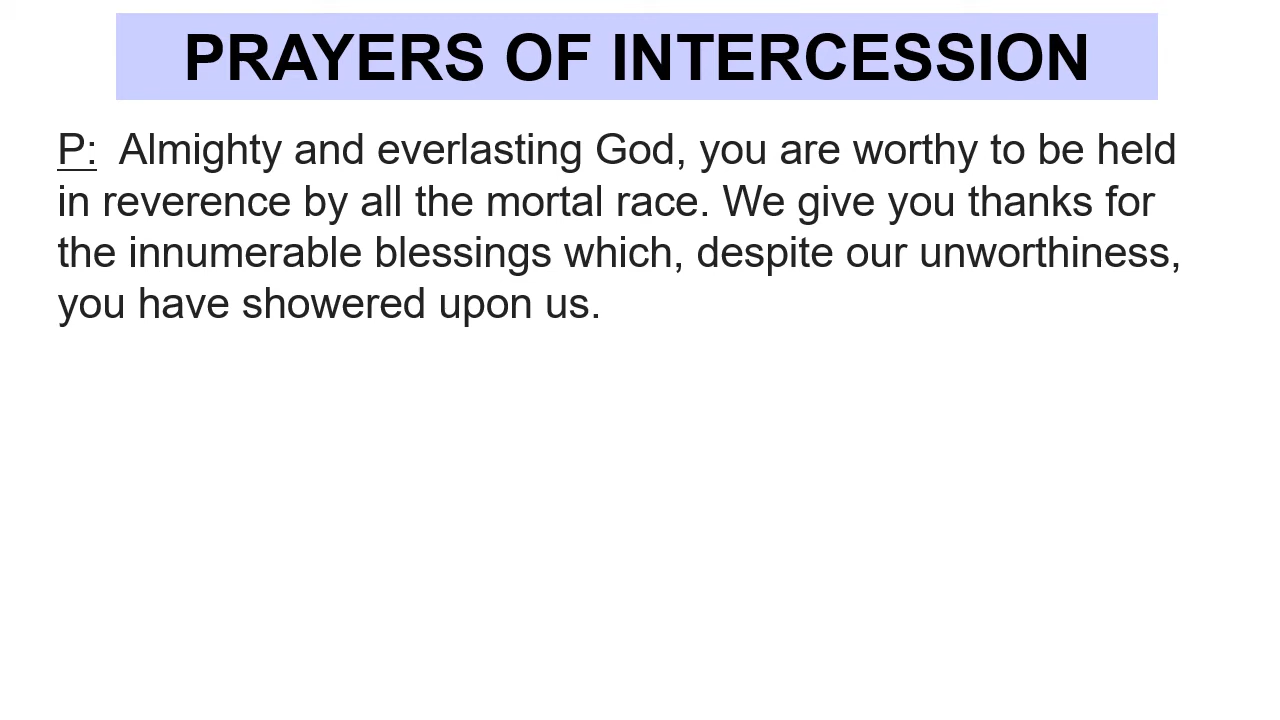 PRAYERS OF INTERCESSION
P: Almighty and everlasting God, you are worthy to be held
in reverence by all the mortal race. We give you thanks for
the innumerable blessings which, despite our unworthiness,
you have showered upon us.